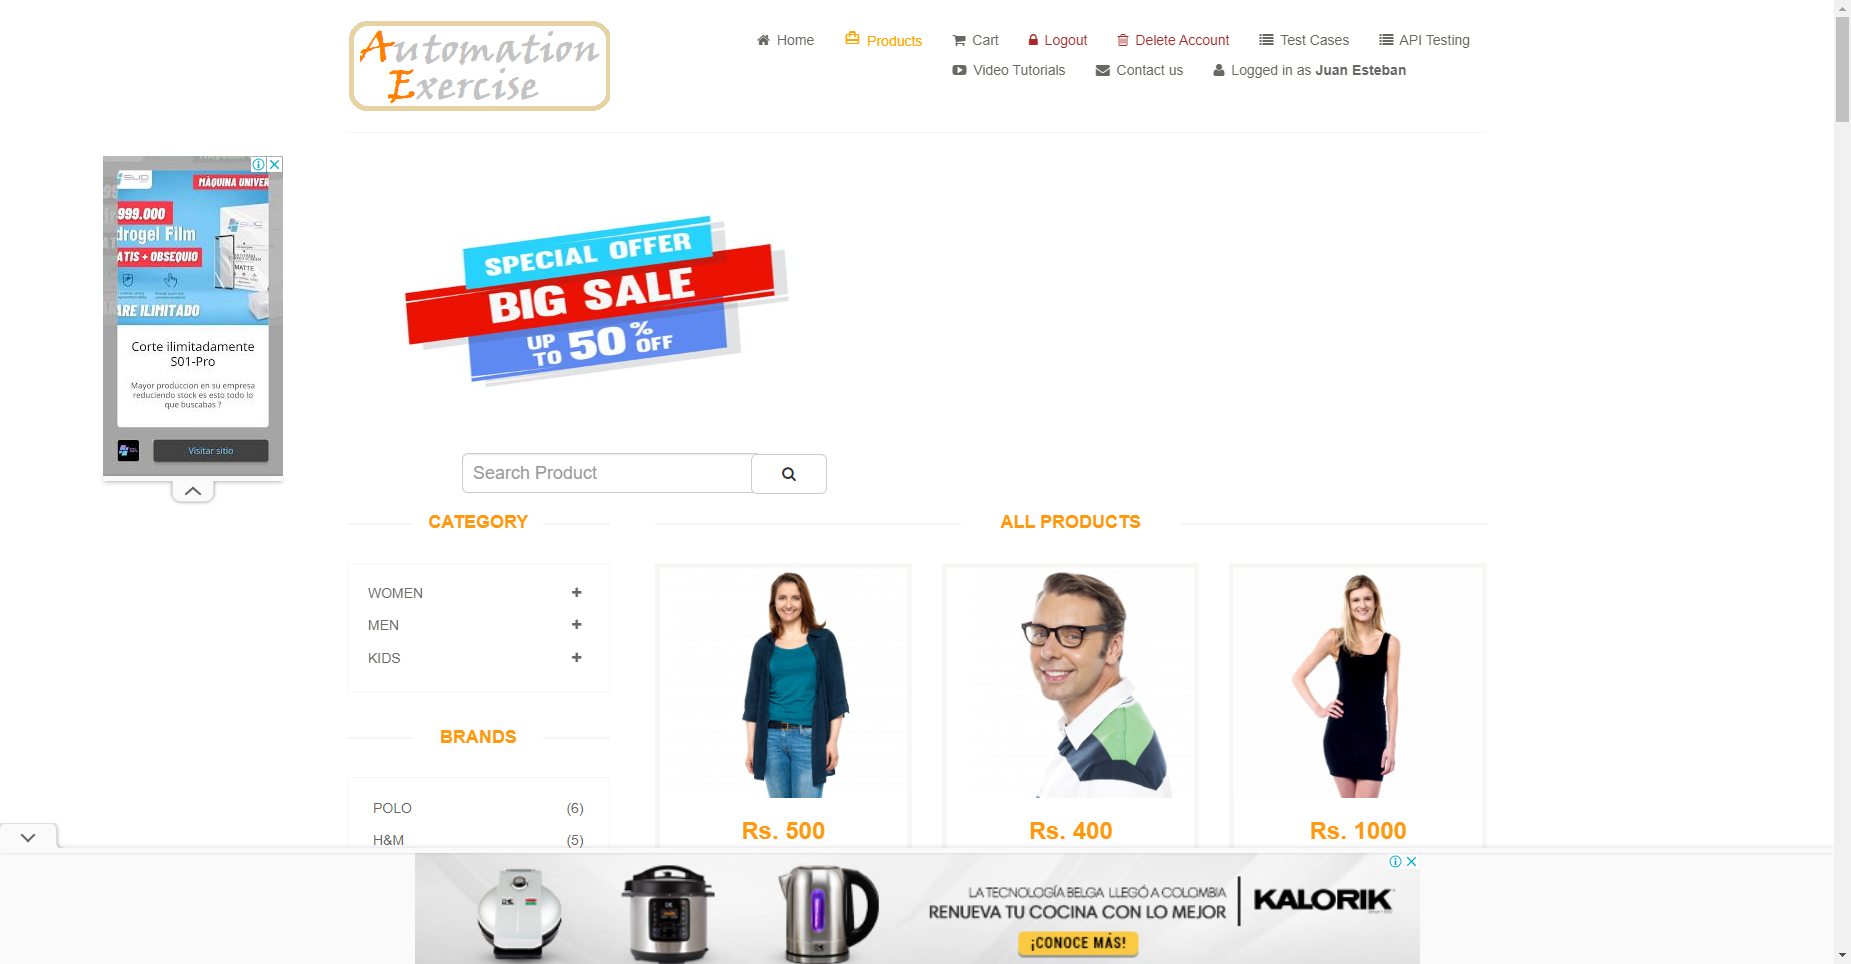 Automation
Exercise
Home
Products
Cart
Logout
Delete Account
Test Cases
API Testing
Video Tutorials
Contact us
Logged in as Juan Esteban
SUD
MÁQUINA UNIVER
999.000
drogel Film
ATIS + OBSEQUIO
MATTE
ARE ILIMITADO
Corte ilimitadamente
S01-Pro
Mayor produccion en su empresa
reduciendo stock es esto todo lo
que buscabas ?
Visitar sitio
SPECIAL OFFER
BIG SALE
UP TO 50% OFF
Search Product
CATEGORY
WOMEN
MEN
KIDS
BRANDS
POLO (6)
H&M (5)
ALL PRODUCTS
Rs. 500
Rs. 400
Rs. 1000
LA TECNOLOGÍA BELGA LLEGÓ A COLOMBIA
RENUEVA TU COCINA CON LO MEJOR
KALORIK
¡CONOCE MÁS!